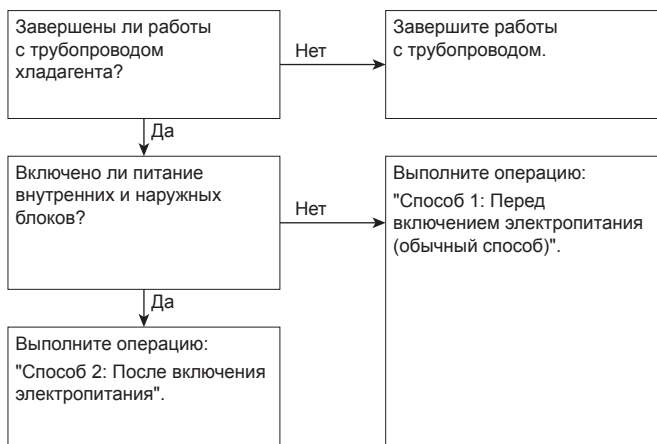 Завершены ли работы
с трубопроводом
хладагента?
Нет
Завершите работы
с трубопроводом.
Да
Включено ли питание
внутренних и наружных
блоков?
Нет
Выполните операцию:
"Способ 1: Перед
включением электропитания
(обычный способ)".
Да
Выполните операцию:
"Способ 2: После включения
электропитания".